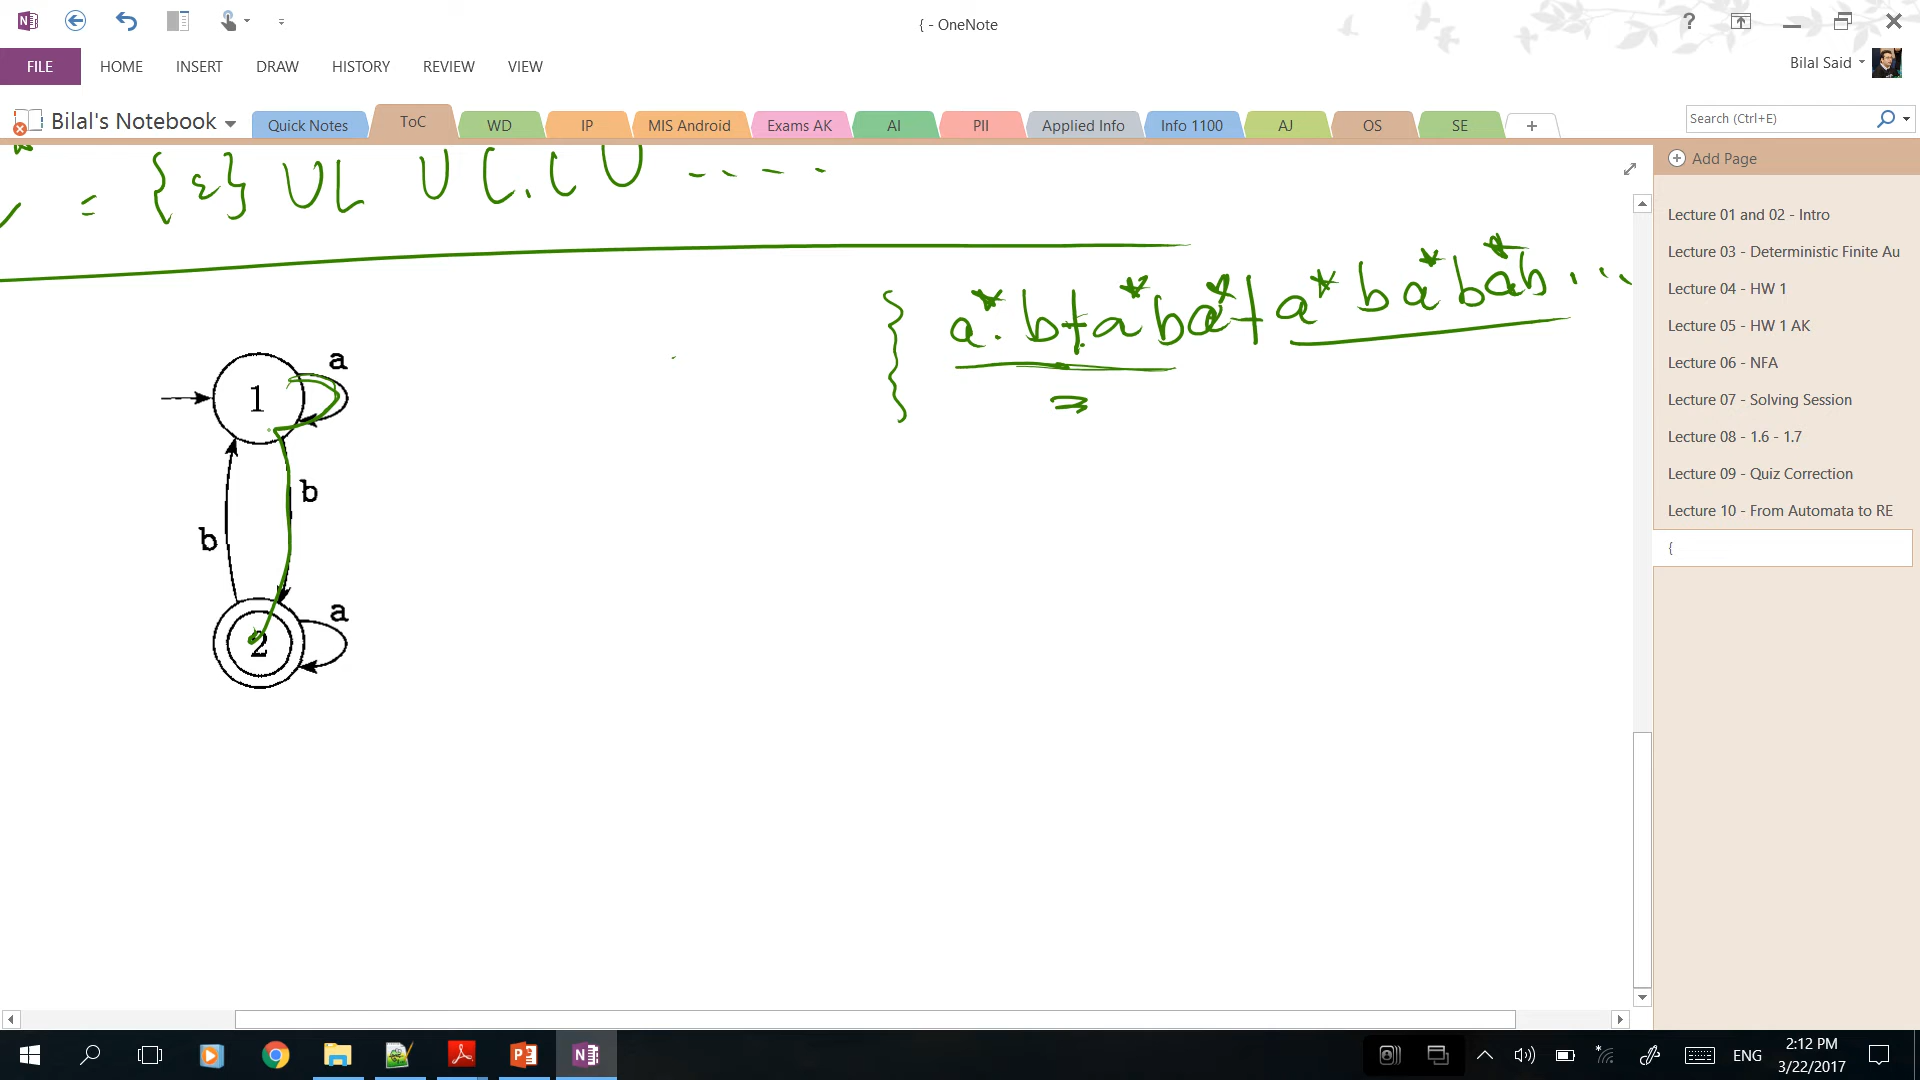 { - OneNote
?
FILE HOME INSERT DRAW HISTORY REVIEW VIEW
Bilal Said
Bilal's Notebook Quick Notes ToC WD IP MIS Android Exams AK AI PII Applied Info Info 1100 AJ OS SE +
Search (Ctrl+E)
= {ε} U L U L.L U ....
{ a*.b + a*ba* + a*ba*ba*b...
=
a
1
b
b
a
2
Add Page
Lecture 01 and 02 - Intro
Lecture 03 - Deterministic Finite Au
Lecture 04 - HW 1
Lecture 05 - HW 1 AK
Lecture 06 - NFA
Lecture 07 - Solving Session
Lecture 08 - 1.6 - 1.7
Lecture 09 - Quiz Correction
Lecture 10 - From Automata to RE
{
ENG
2:12 PM
3/22/2017